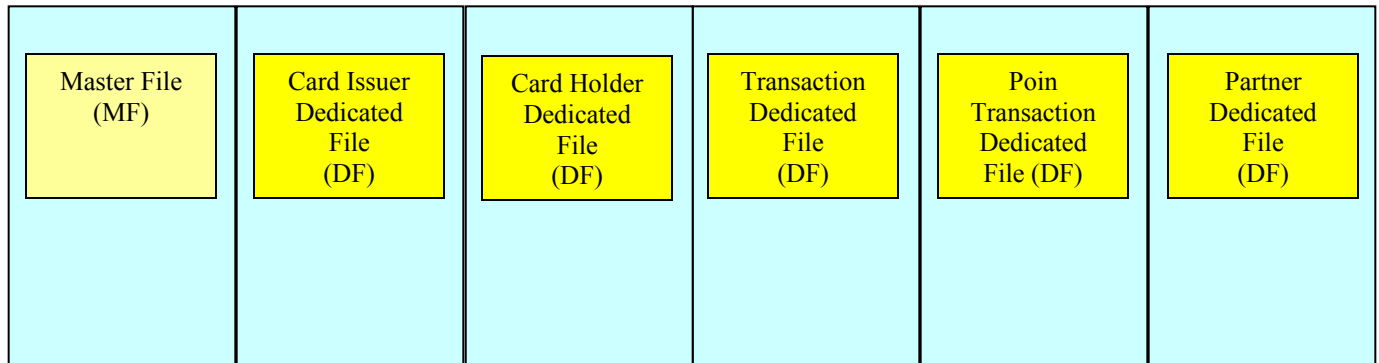 Master File
(MF)
Card Issuer
Dedicated
File
(DF)
Card Holder
Dedicated
File
(DF)
Transaction
Dedicated
File
(DF)
Poin
Transaction
Dedicated
File (DF)
Partner
Dedicated
File
(DF)